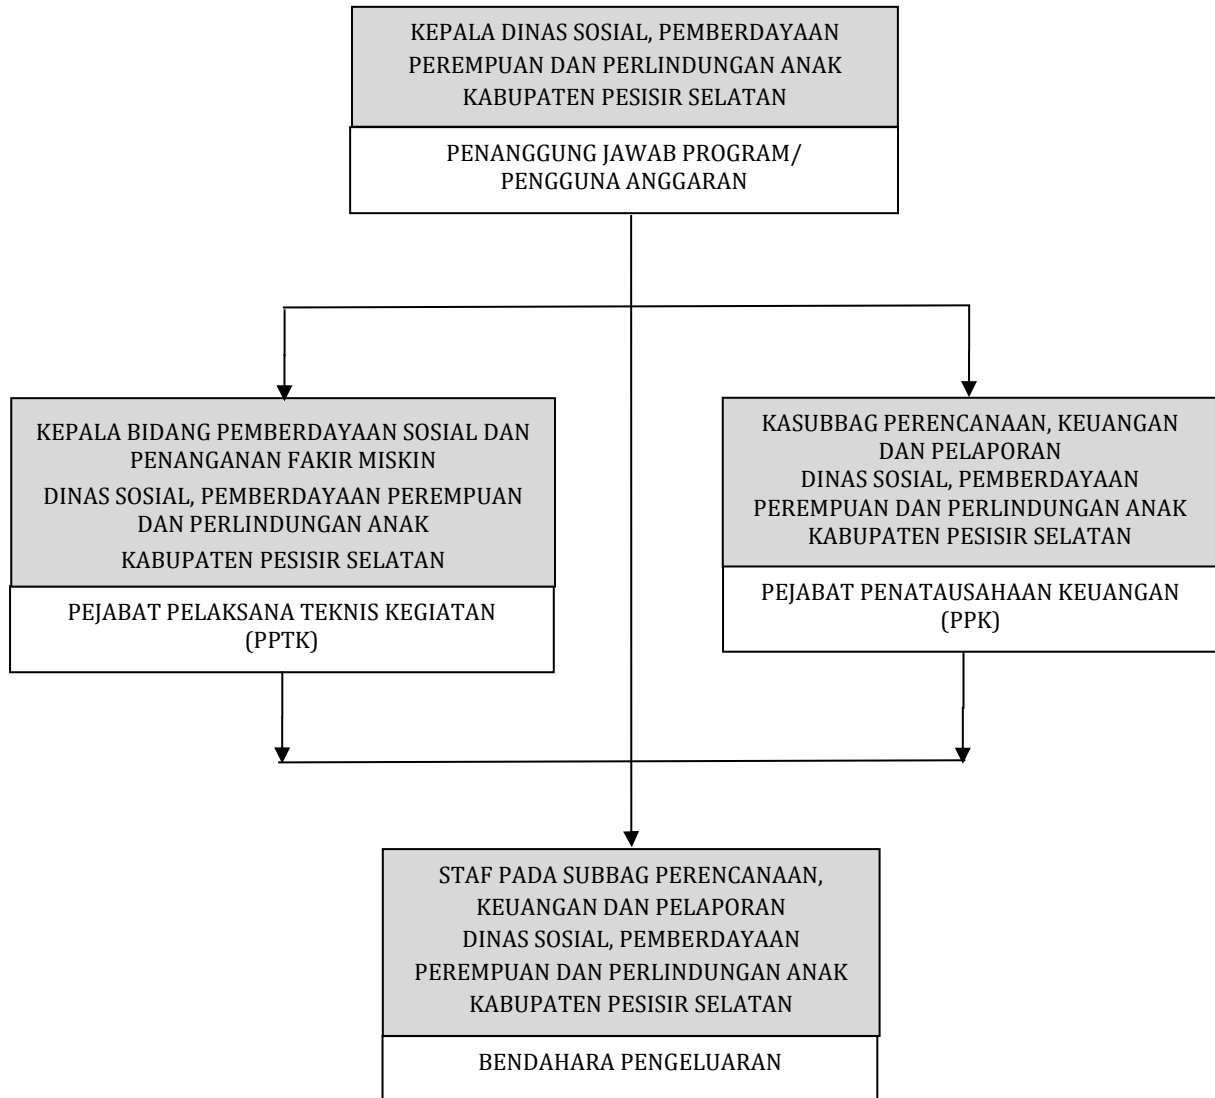 KEPALA DINAS SOSIAL, PEMBERDAYAAN
PEREMPUAN DAN PERLINDUNGAN ANAK
KABUPATEN PESISIR SELATAN
PENANGGUNG JAWAB PROGRAM/
PENGGUNA ANGGARAN
KEPALA BIDANG PEMBERDAYAAN SOSIAL DAN
PENANGANAN FAKIR MISKIN
DINAS SOSIAL, PEMBERDAYAAN PEREMPUAN
DAN PERLINDUNGAN ANAK
KABUPATEN PESISIR SELATAN
PEJABAT PELAKSANA TEKNIS KEGIATAN
(PPTK)
KASUBBAG PERENCANAAN, KEUANGAN
DAN PELAPORAN
DINAS SOSIAL, PEMBERDAYAAN
PEREMPUAN DAN PERLINDUNGAN ANAK
KABUPATEN PESISIR SELATAN
PEJABAT PENATAUSAHAAN KEUANGAN
(PPK)
STAF PADA SUBBAG PERENCANAAN,
KEUANGAN DAN PELAPORAN
DINAS SOSIAL, PEMBERDAYAAN
PEREMPUAN DAN PERLINDUNGAN ANAK
KABUPATEN PESISIR SELATAN
BENDAHARA PENGELUARAN